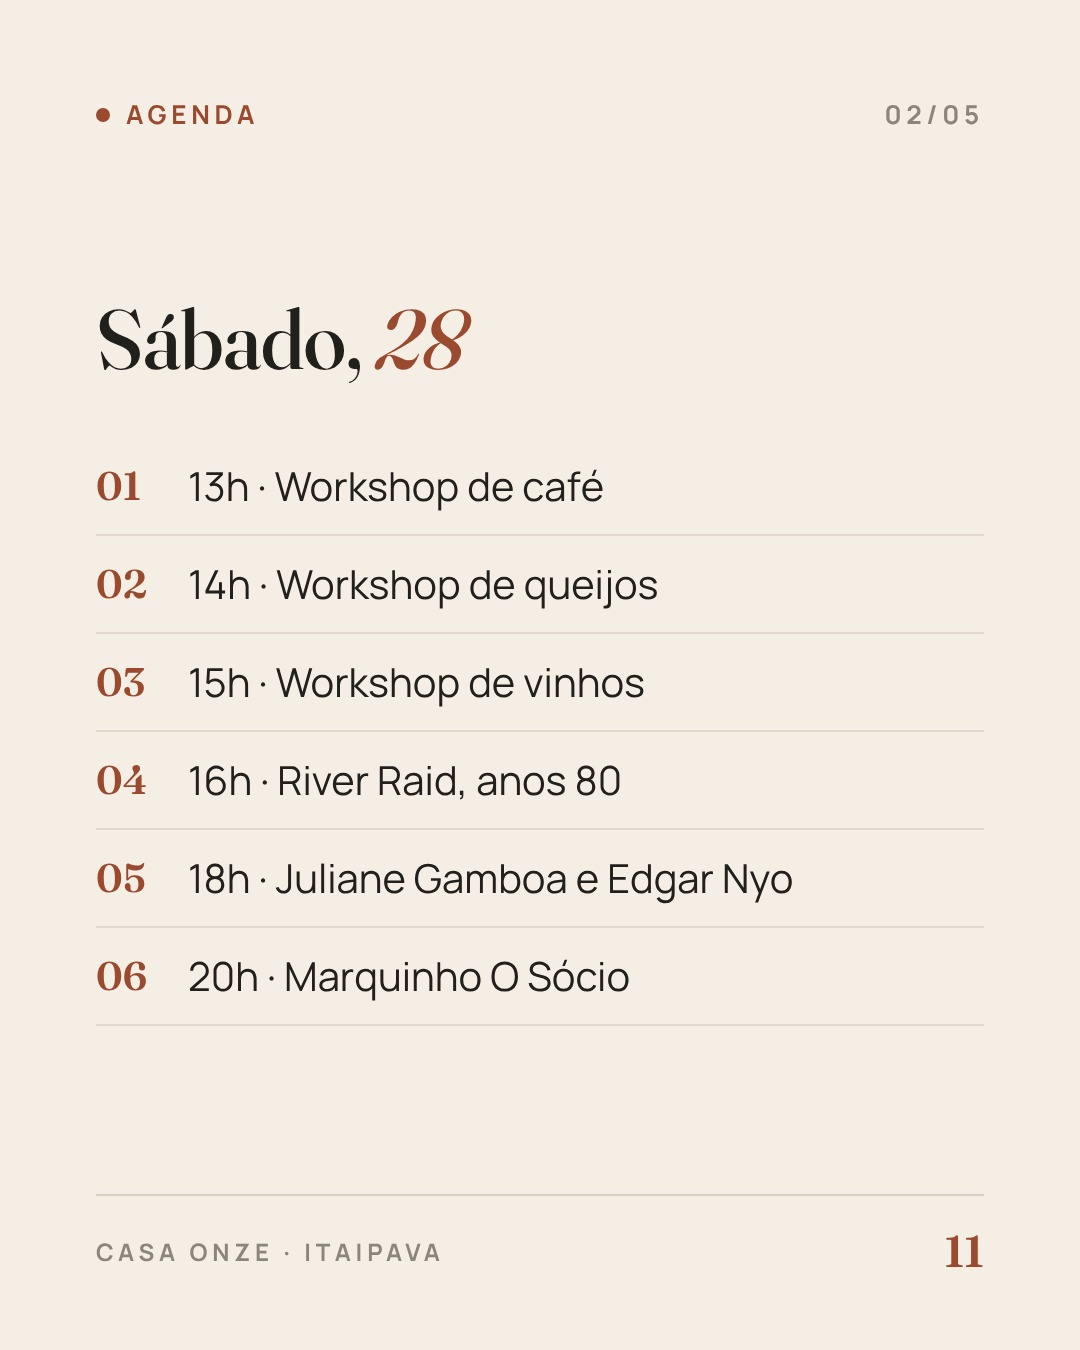 AGENDA
02/05
Sábado, 28
01 13h · Workshop de café
02 14h · Workshop de queijos
03 15h · Workshop de vinhos
04 16h · River Raid, anos 80
05 18h · Juliane Gamboa e Edgar Nyo
06 20h · Marquinho O Sócio
CASA ONZE · ITAIPAVA
11